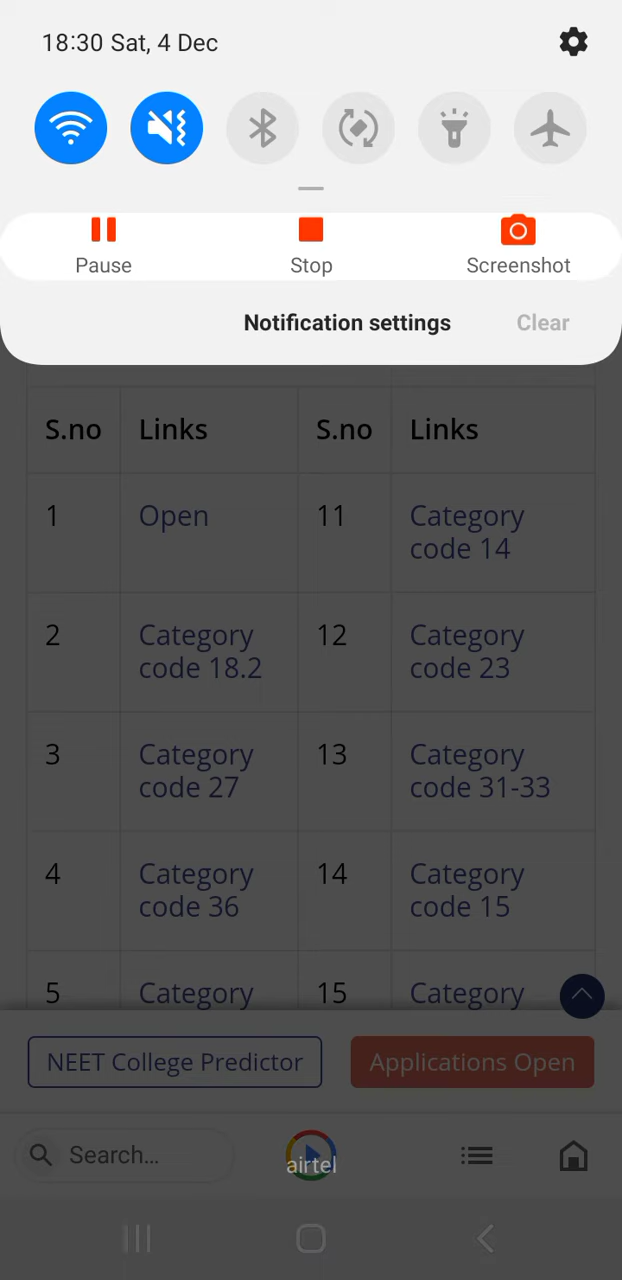 18:30 Sat, 4 Dec
Pause Stop Screenshot
Notification settings Clear
S.no Links S.no Links
1 Open 11 Category
code 14
2 Category 12 Category
code 18.2 code 23
3 Category 13 Category
code 27 code 31-33
4 Category 14 Category
code 36 code 15
5 Category 15 Category
NEET College Predictor Applications Open
Search...
airtel